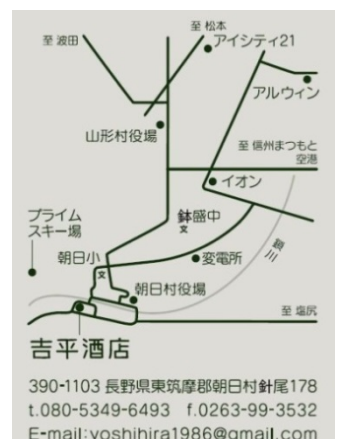 至 松本
至 波田
アイシティ21
アルウィン
山形村役場
至 信州まつもと
空港
イオン
鉢盛中
文
プライム
スキー場
鎖川
朝日小
文
変電所
朝日村役場
至 塩尻
吉平酒店
390-1103 長野県東筑摩郡朝日村針尾178
t.080-5349-6493 f.0263-99-3532
E-mail:yoshihira1986@gmail.com